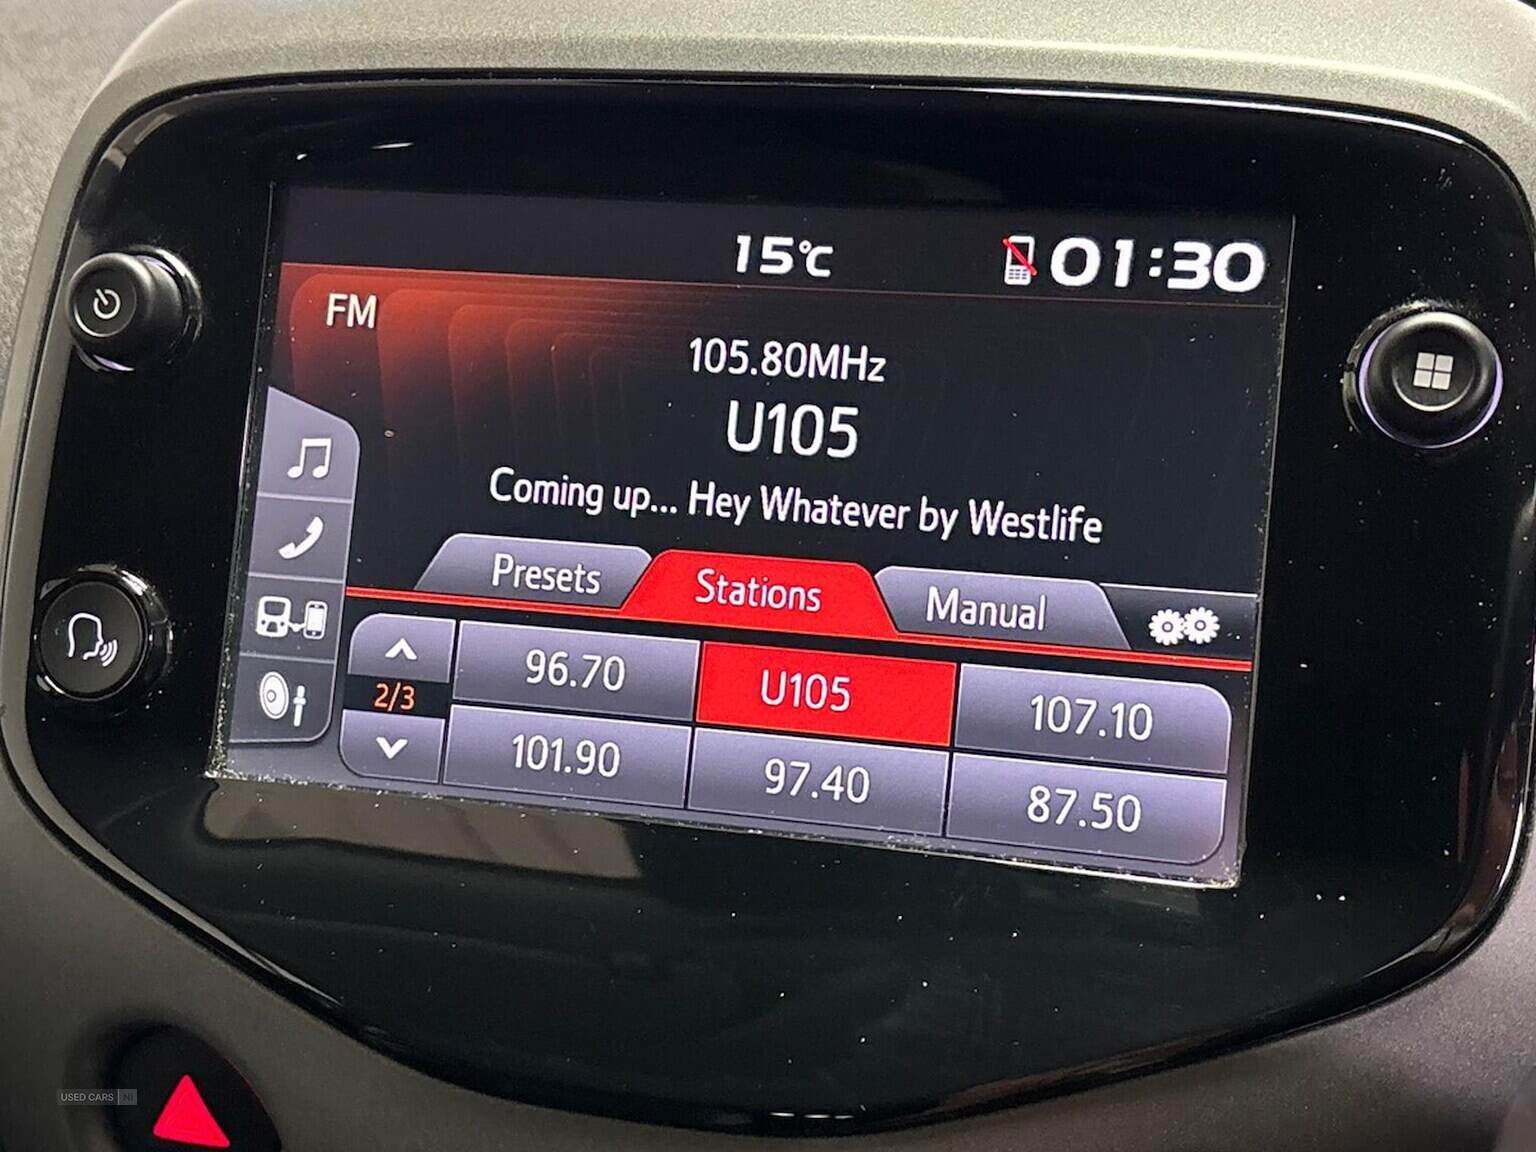 15°C
01:30
FM
105.80MHz
U105
Coming up... Hey Whatever by Westlife
Presets
Stations
Manual
2/3
96.70
U105
107.10
101.90
97.40
87.50
USED CARS NI